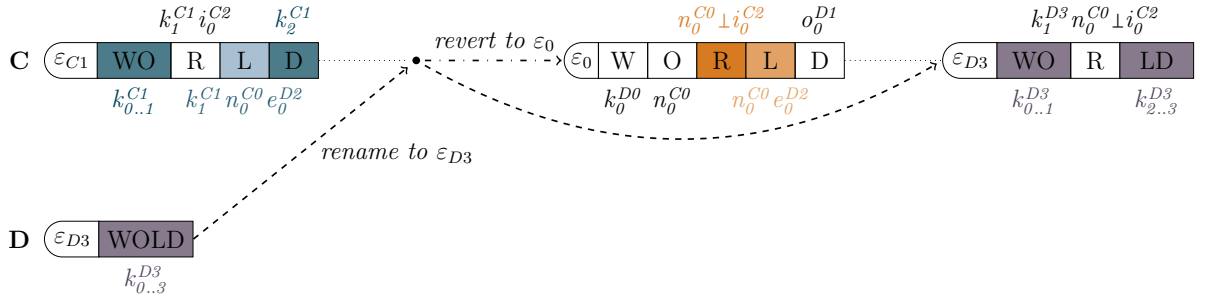 k_1^{C1} i_0^{C2} k_2^{C1} n_0^{C0} ⊥ i_0^{C2} o_0^{D1} k_1^{D3} n_0^{C0} ⊥ i_0^{C2}
C ε_{C1} WO R L D revert to ε_0 ε_0 W O R L D ε_{D3} WO R LD
k_{0..1}^{C1} k_1^{C1} n_0^{C0} e_0^{D2} k_0^{D0} n_0^{C0} n_0^{C0} e_0^{D2} k_{0..1}^{D3} k_{2..3}^{D3}
rename to ε_{D3}
D ε_{D3} WOLD
k_{0..3}^{D3}